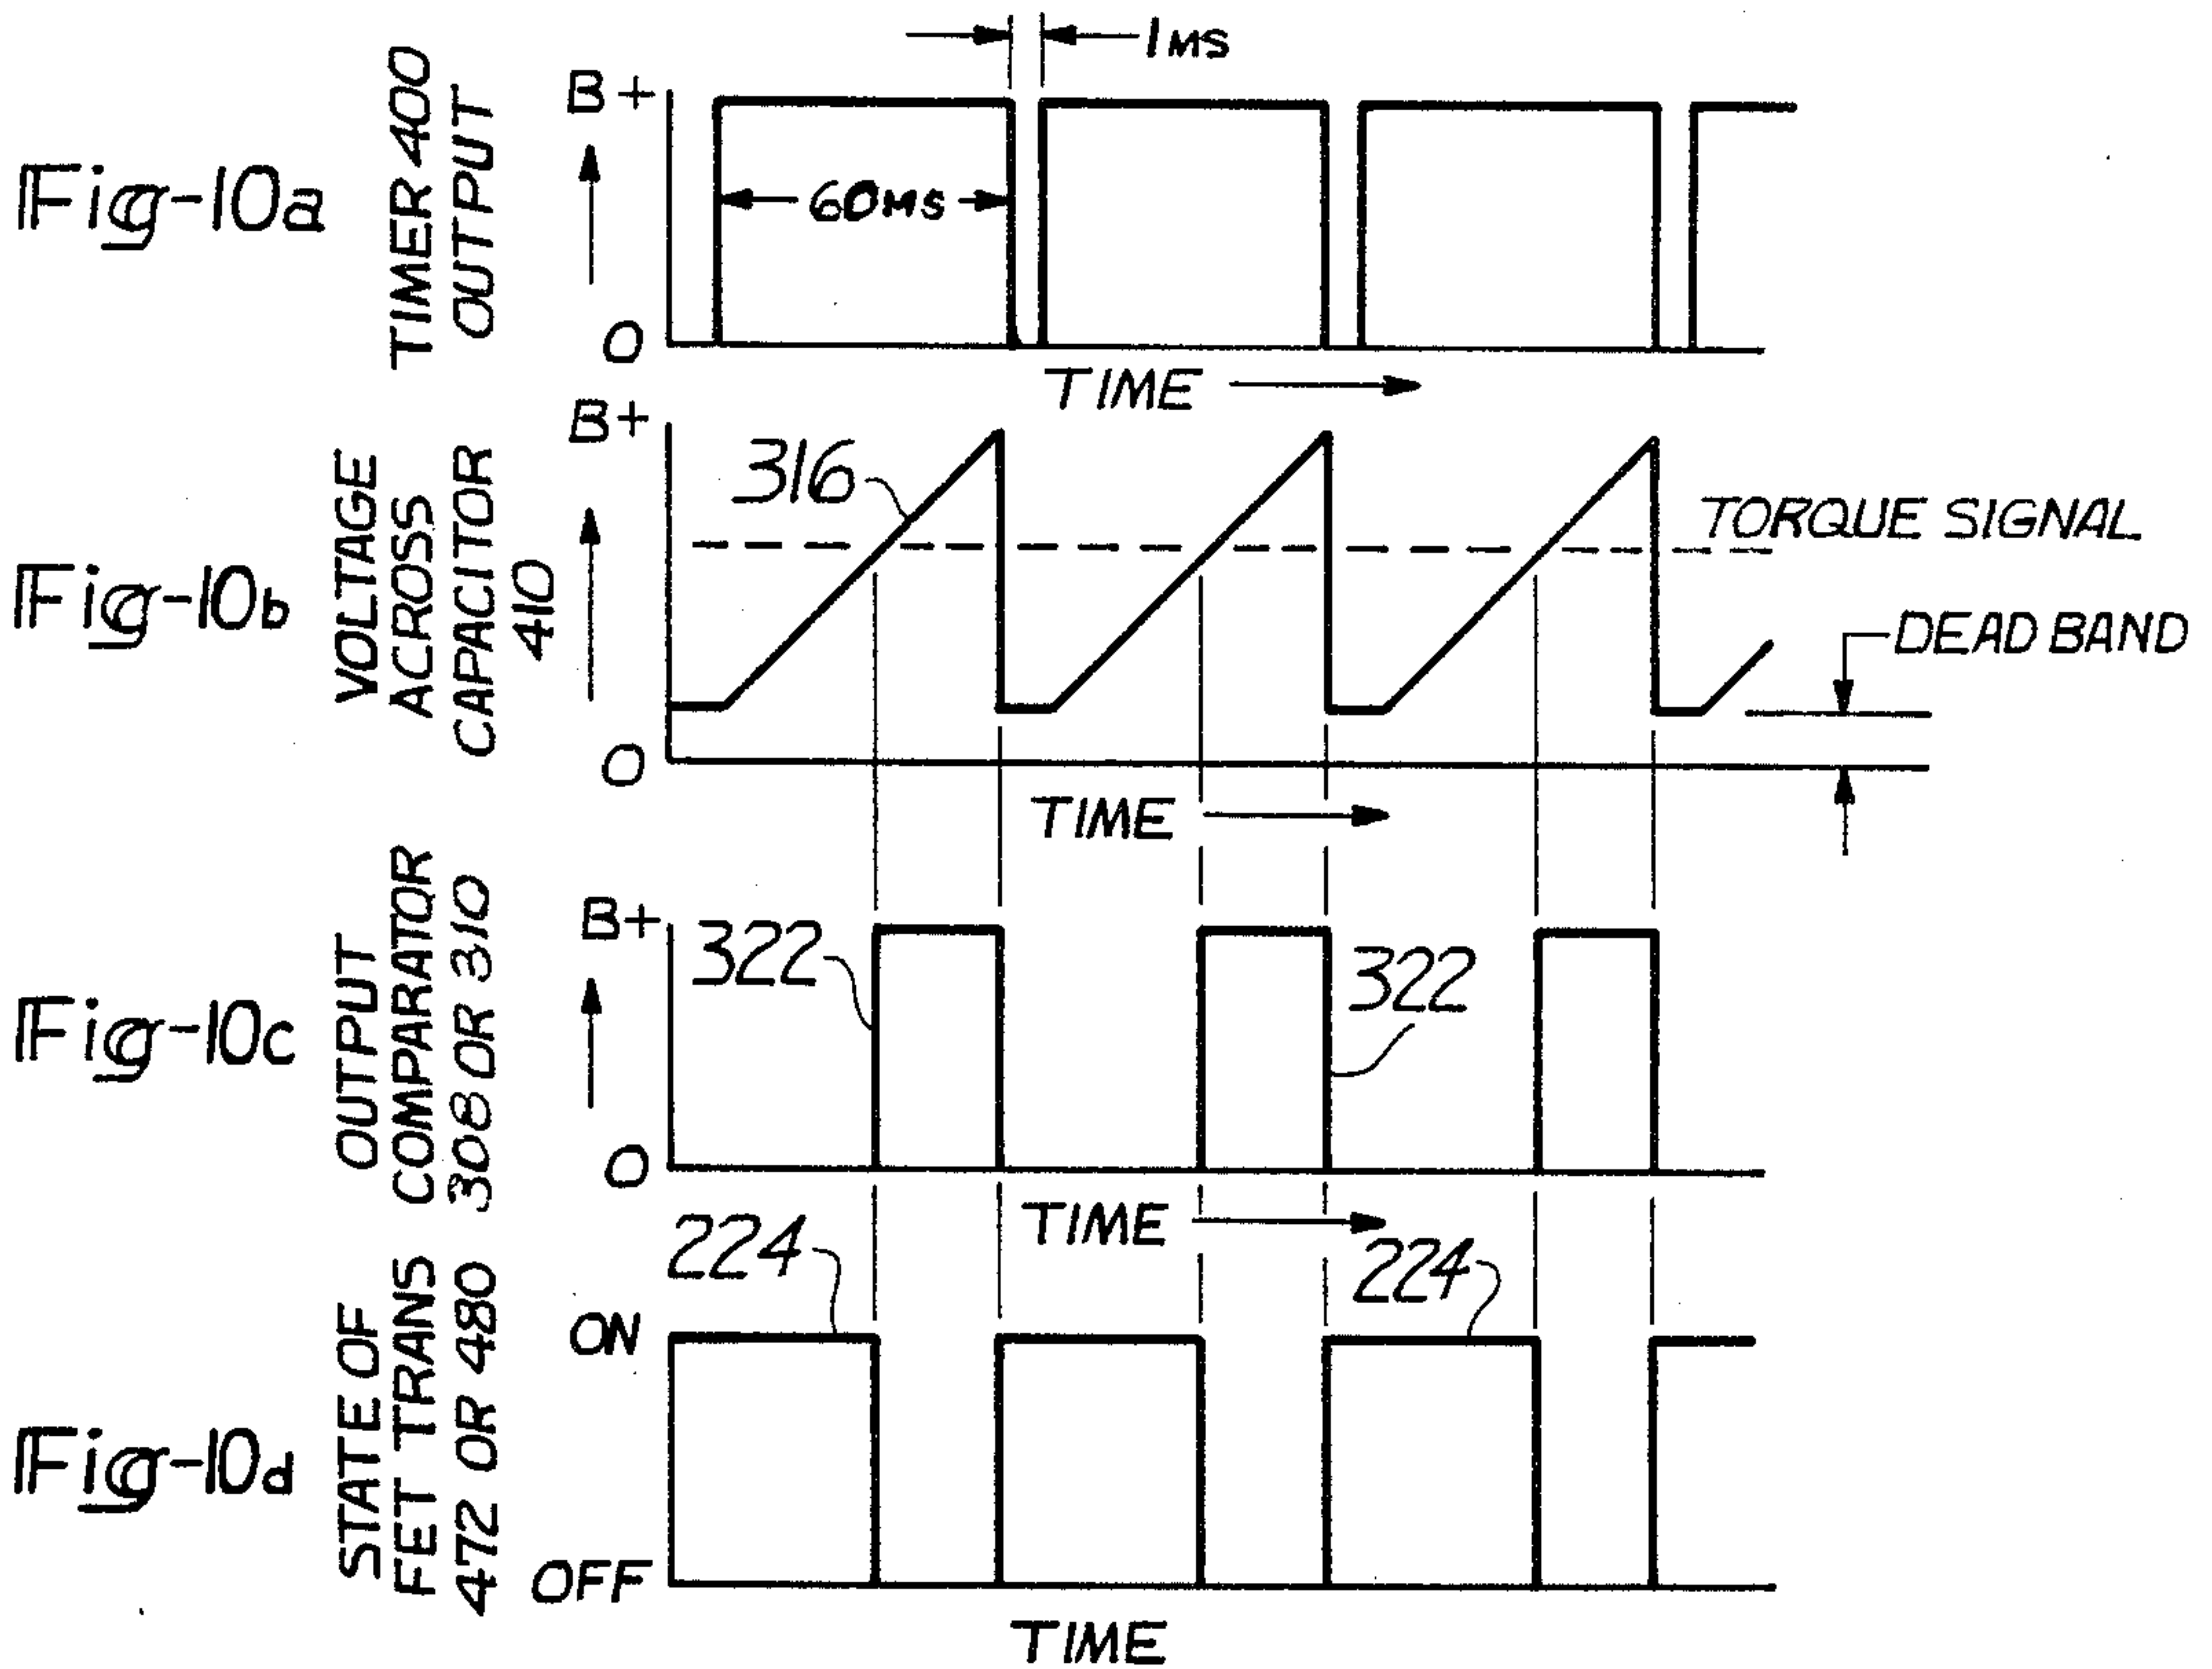 Fig-10a
TIMER 400
OUTPUT
B+
0
1MS
60MS
TIME
Fig-10b
VOLTAGE
ACROSS
CAPACITOR
410
B+
0
316
TORQUE SIGNAL
DEAD BAND
TIME
Fig-10c
OUTPUT
COMPARATOR
308 OR 310
B+
0
322
322
TIME
Fig-10d
STATE OF
FET TRANS
472 OR 480
ON
OFF
224
224
TIME